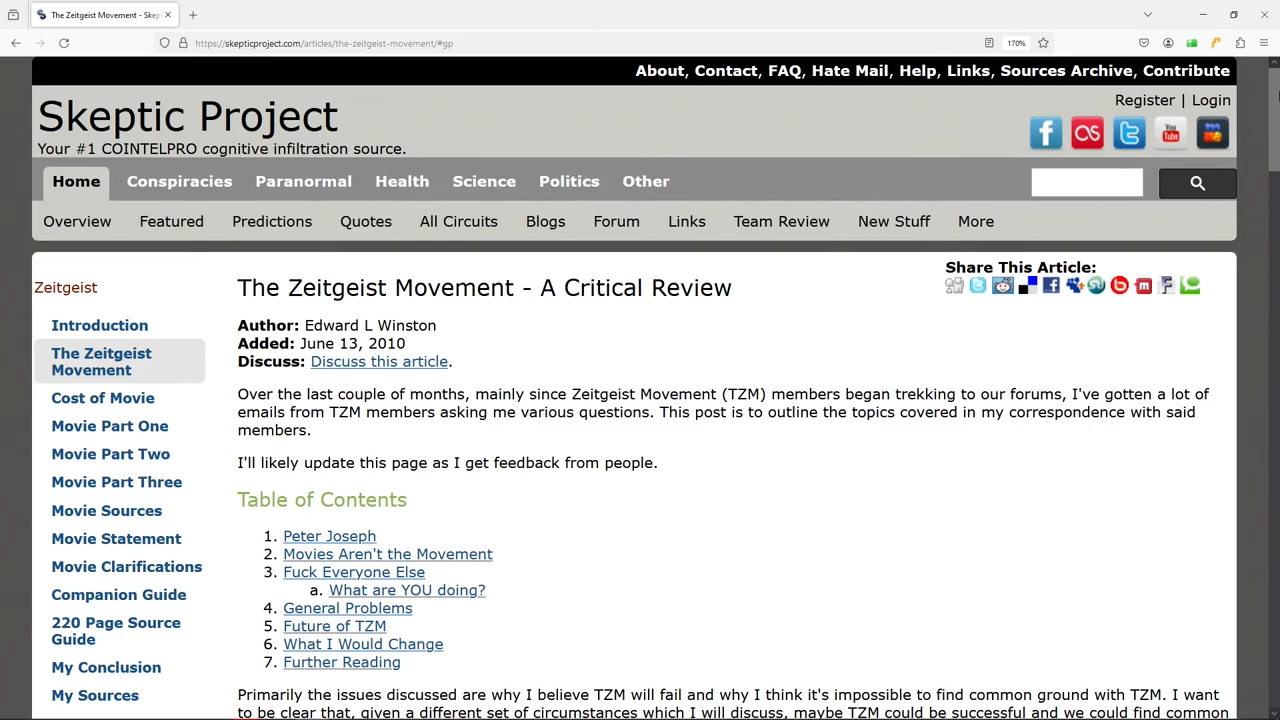 The Zeitgeist Movement - Skep
https://skepticproject.com/articles/the-zeitgeist-movement/#gp
170%
About, Contact, FAQ, Hate Mail, Help, Links, Sources Archive, Contribute
Skeptic Project
Register | Login
Your #1 COINTELPRO cognitive infiltration source.
Home Conspiracies Paranormal Health Science Politics Other
Overview Featured Predictions Quotes All Circuits Blogs Forum Links Team Review New Stuff More
Zeitgeist
Introduction
The Zeitgeist
Movement
Cost of Movie
Movie Part One
Movie Part Two
Movie Part Three
Movie Sources
Movie Statement
Movie Clarifications
Companion Guide
220 Page Source
Guide
My Conclusion
My Sources
Share This Article:
The Zeitgeist Movement - A Critical Review
Author: Edward L Winston
Added: June 13, 2010
Discuss: Discuss this article.
Over the last couple of months, mainly since Zeitgeist Movement (TZM) members began trekking to our forums, I've gotten a lot of
emails from TZM members asking me various questions. This post is to outline the topics covered in my correspondence with said
members.
I'll likely update this page as I get feedback from people.
Table of Contents
1. Peter Joseph
2. Movies Aren't the Movement
3. Fuck Everyone Else
a. What are YOU doing?
4. General Problems
5. Future of TZM
6. What I Would Change
7. Further Reading
Primarily the issues discussed are why I believe TZM will fail and why I think it's impossible to find common ground with TZM. I want
to be clear that, given a different set of circumstances which I will discuss, maybe TZM could be successful and we could find common